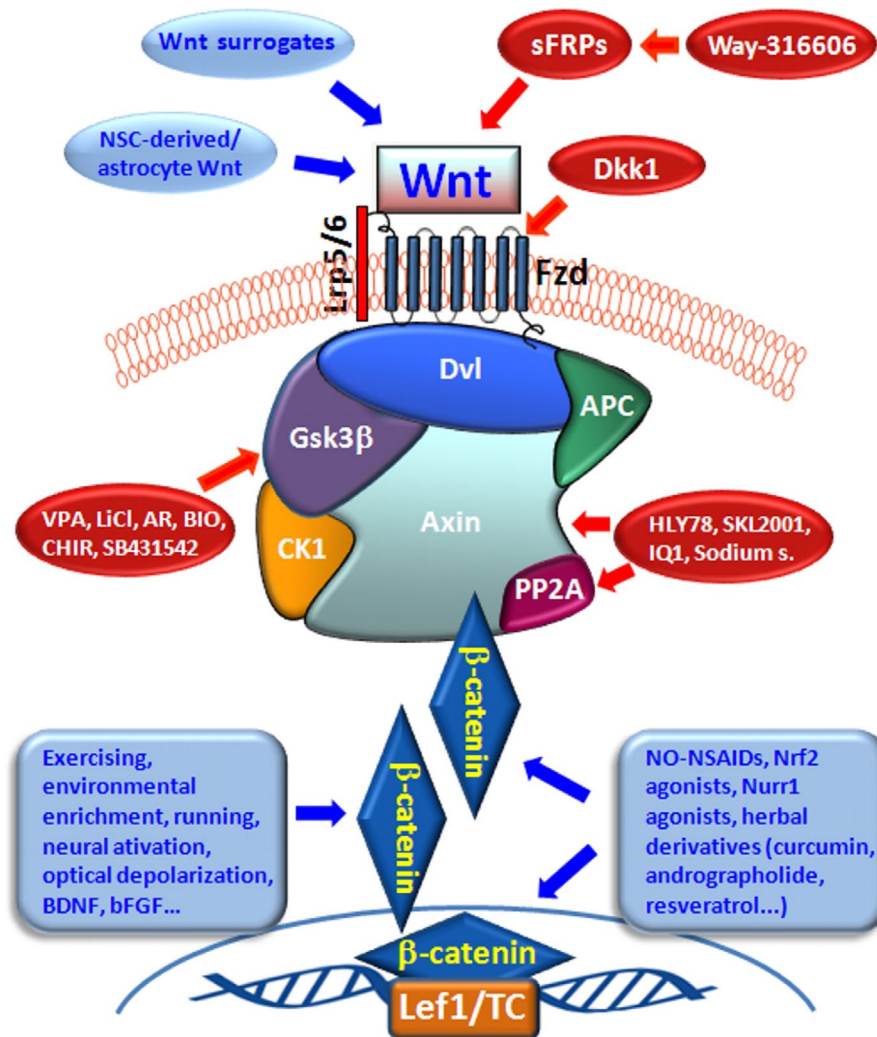 Wnt surrogates
sFRPs
Way-316606
NSC-derived/
astrocyte Wnt
Wnt
Dkk1
Lrp5/6
Fzd
Dvl
APC
Gsk3β
VPA, LiCl, AR, BIO,
CHIR, SB431542
Axin
HLY78, SKL2001,
IQ1, Sodium s.
CK1
PP2A
β-catenin
β-catenin
Exercising,
environmental
enrichment, running,
neural ativation,
optical depolarization,
BDNF, bFGF...
NO-NSAIDs, Nrf2
agonists, Nurr1
agonists, herbal
derivatives (curcumin,
andrographolide,
resveratrol...)
β-catenin
Lef1/TC